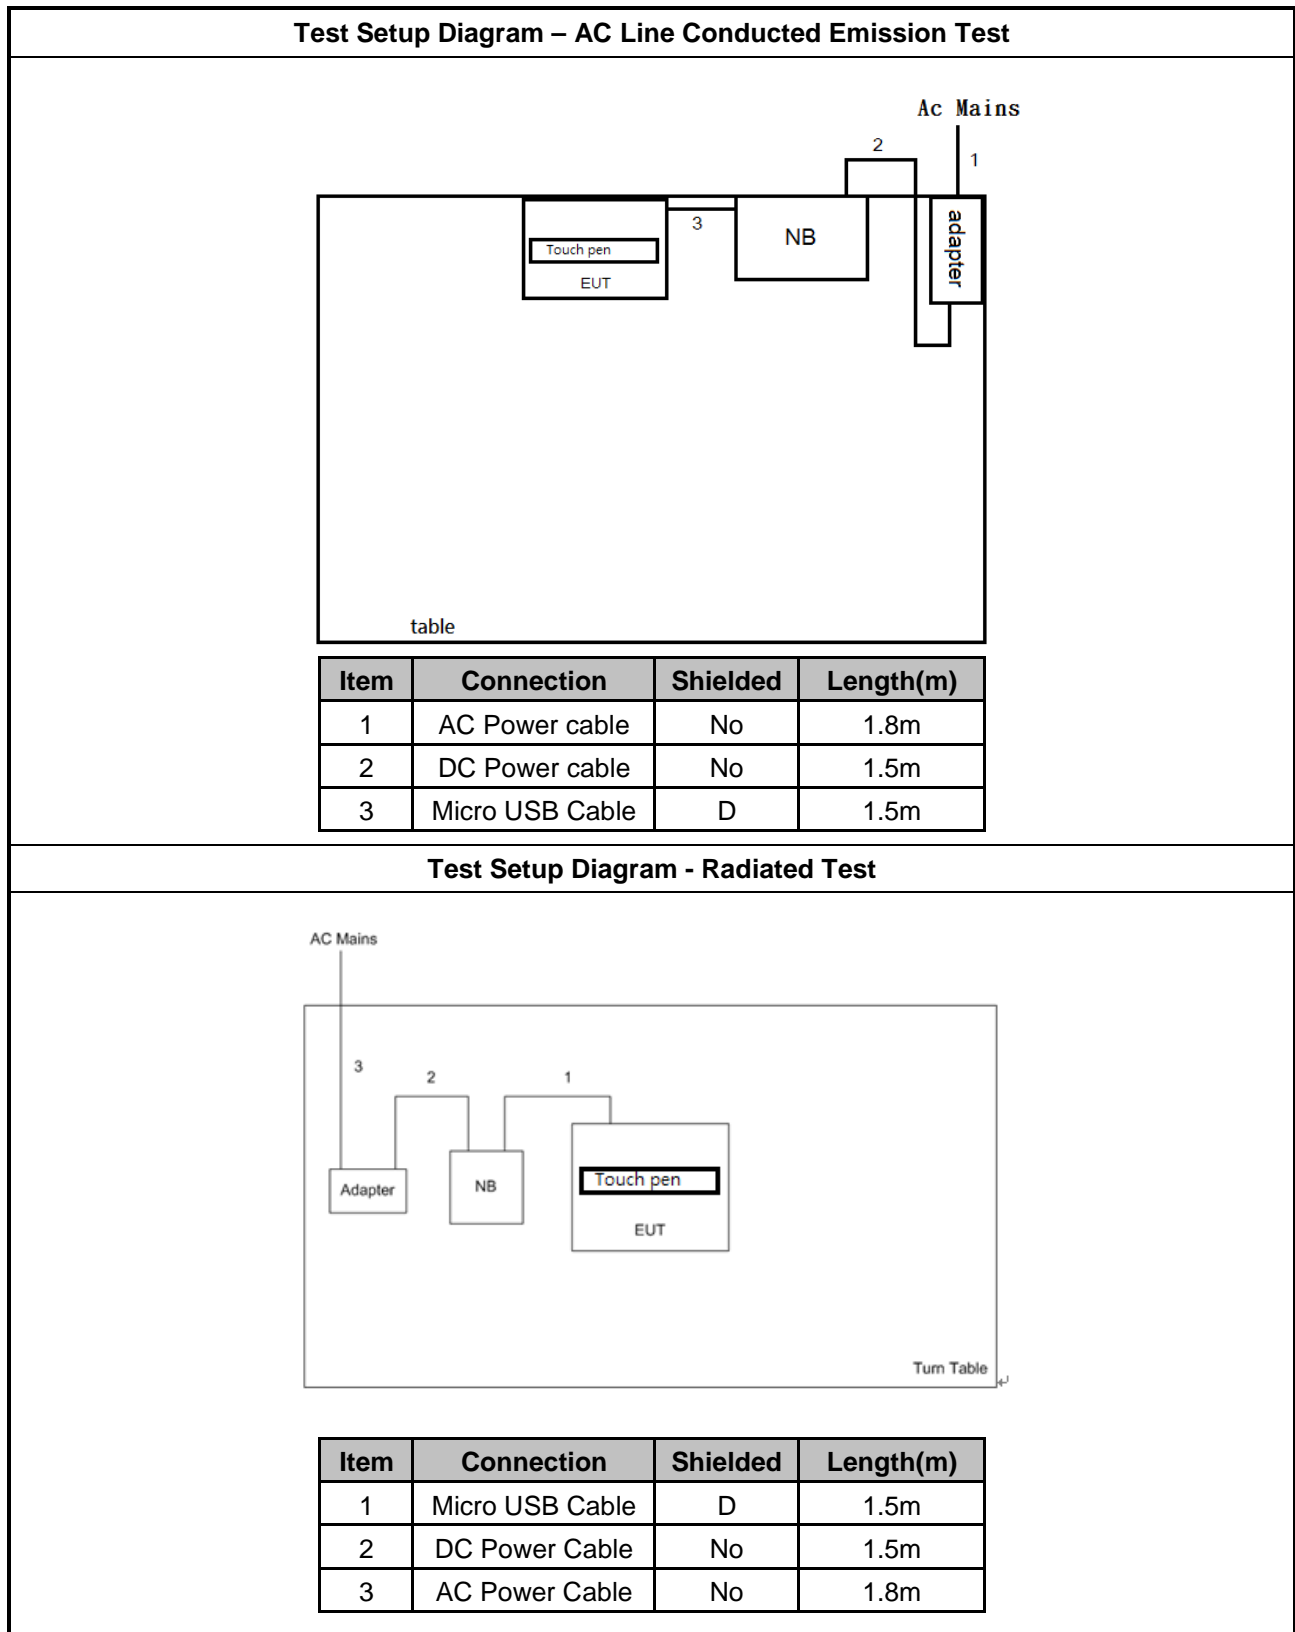 Test Setup Diagram – AC Line Conducted Emission Test
Ac Mains
2
1
3
NB
adapter
Touch pen
EUT
table
Item Connection Shielded Length(m)
1 AC Power cable No 1.8m
2 DC Power cable No 1.5m
3 Micro USB Cable D 1.5m
Test Setup Diagram - Radiated Test
AC Mains
3
2
1
Adapter
NB
Touch pen
EUT
Turn Table
Item Connection Shielded Length(m)
1 Micro USB Cable D 1.5m
2 DC Power Cable No 1.5m
3 AC Power Cable No 1.8m